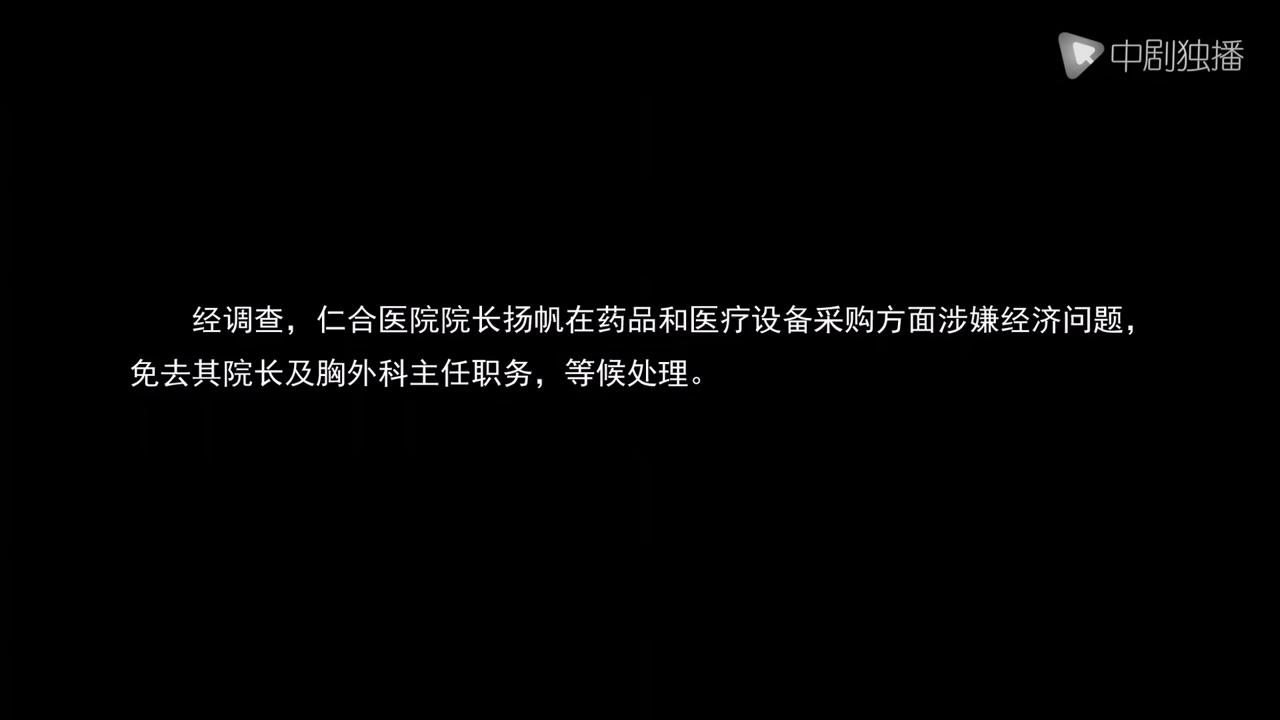 中剧独播
经调查，仁合医院院长扬帆在药品和医疗设备采购方面涉嫌经济问题，
免去其院长及胸外科主任职务，等候处理。